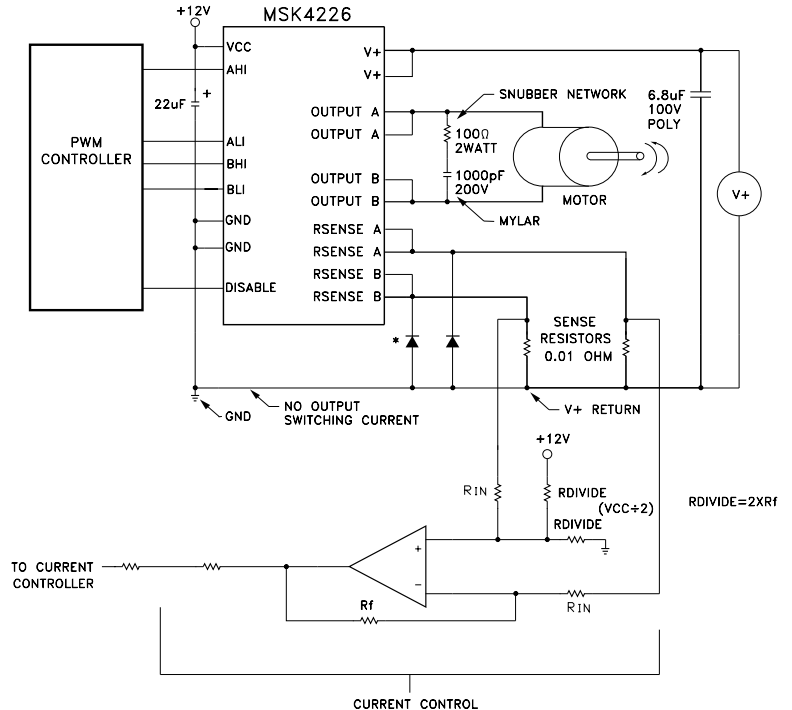 +12V
MSK4226
VCC
AHI
22uF
+
PWM
CONTROLLER
ALI
BHI
BLI
GND
GND
DISABLE
V+
V+
OUTPUT A
OUTPUT A
OUTPUT B
OUTPUT B
RSENSE A
RSENSE A
RSENSE B
RSENSE B
SNUBBER NETWORK
100Ω
2WATT
1000pF
200V
MYLAR
MOTOR
6.8uF
100V
POLY
V+
*
SENSE
RESISTORS
0.01 OHM
GND
NO OUTPUT
SWITCHING CURRENT
V+ RETURN
+12V
RIN
RDIVIDE
(VCC÷2)
RDIVIDE
RDIVIDE=2XRf
+
−
TO CURRENT
CONTROLLER
Rf
RIN
CURRENT CONTROL